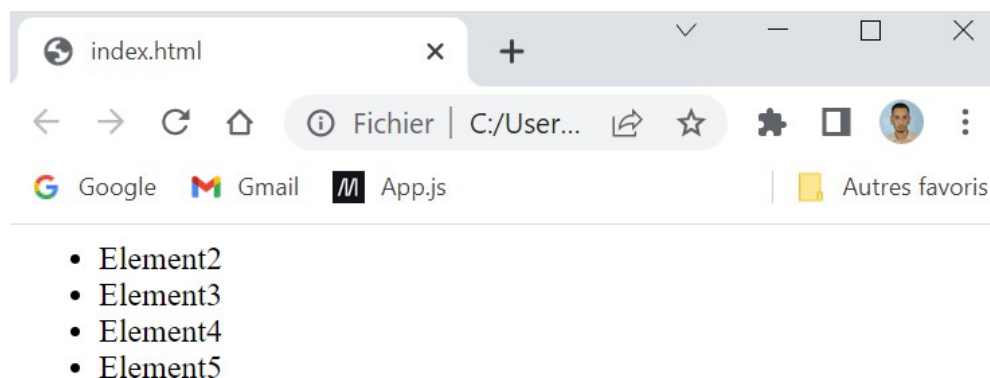 index.html
Fichier | C:/User...
Google Gmail App.js Autres favoris
• Element2
• Element3
• Element4
• Element5